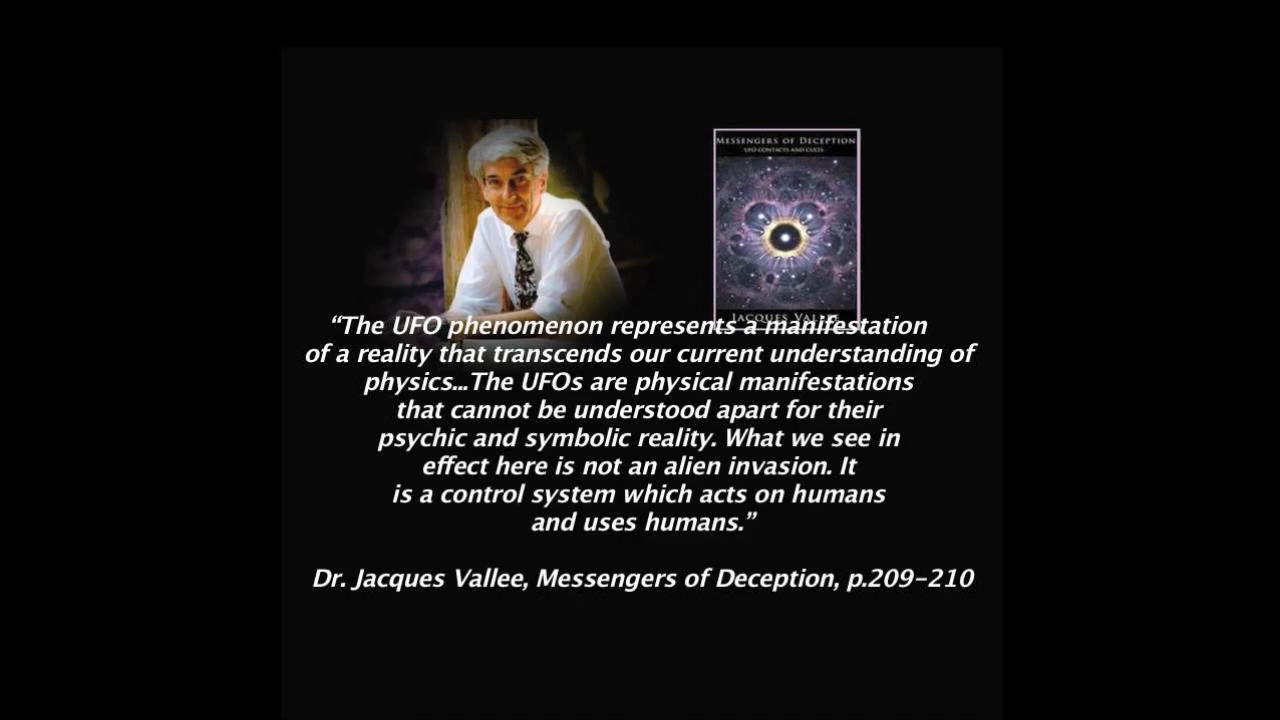 MESSENGERS OF DECEPTION
UFO CONTACTS AND CULTS
JACQUES VALLEE
“The UFO phenomenon represents a manifestation
of a reality that transcends our current understanding of
physics...The UFOs are physical manifestations
that cannot be understood apart for their
psychic and symbolic reality. What we see in
effect here is not an alien invasion. It
is a control system which acts on humans
and uses humans.”
Dr. Jacques Vallee, Messengers of Deception, p.209-210